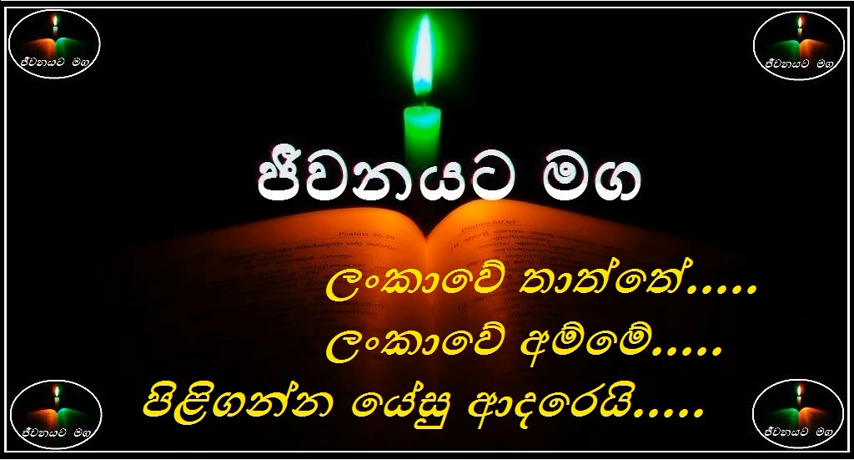 ජීවනයට මග
ජීවනයට මග
ජීවනයට මග
ලංකාවේ තාත්තේ.....
ලංකාවේ අම්මේ.....
පිළිගන්න යේසු ආදරෙයි.....
ජීවනයට මග
ජීවනයට මග